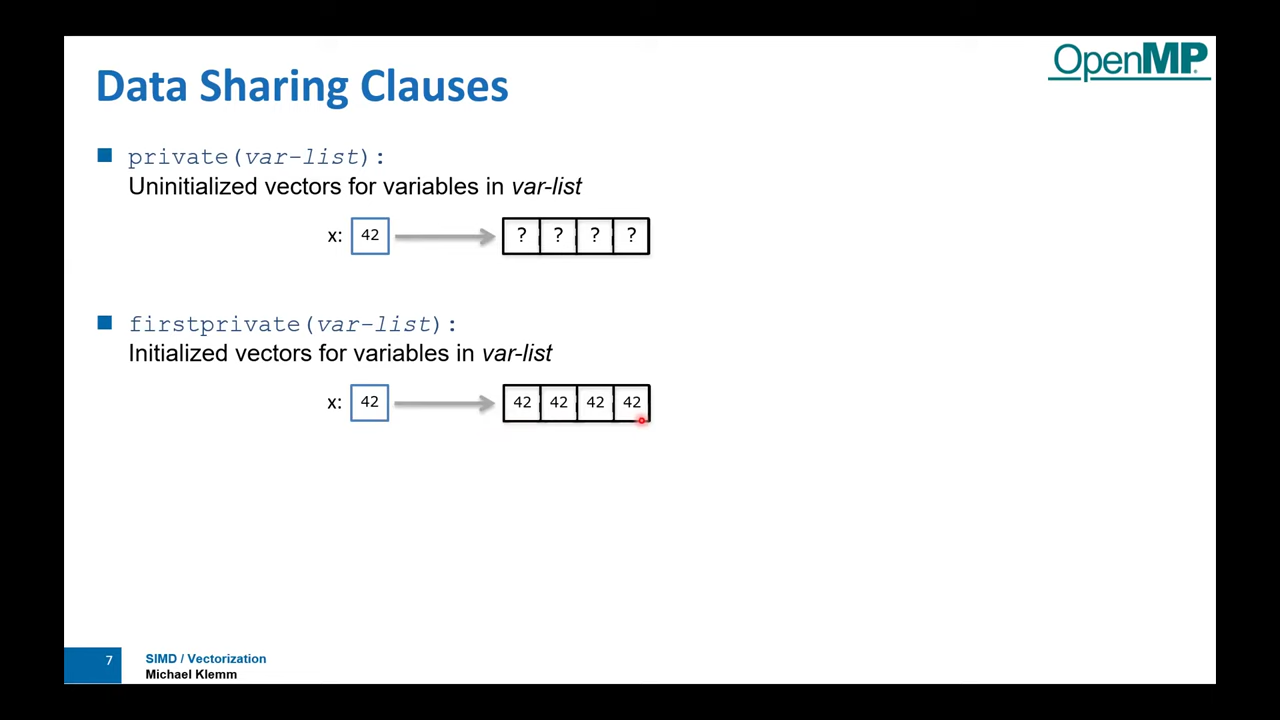 OpenMP
Data Sharing Clauses
private(var-list):
Uninitialized vectors for variables in var-list
x: 42 ? ? ? ?
firstprivate(var-list):
Initialized vectors for variables in var-list
x: 42 42 42 42 42
7 SIMD / Vectorization
Michael Klemm